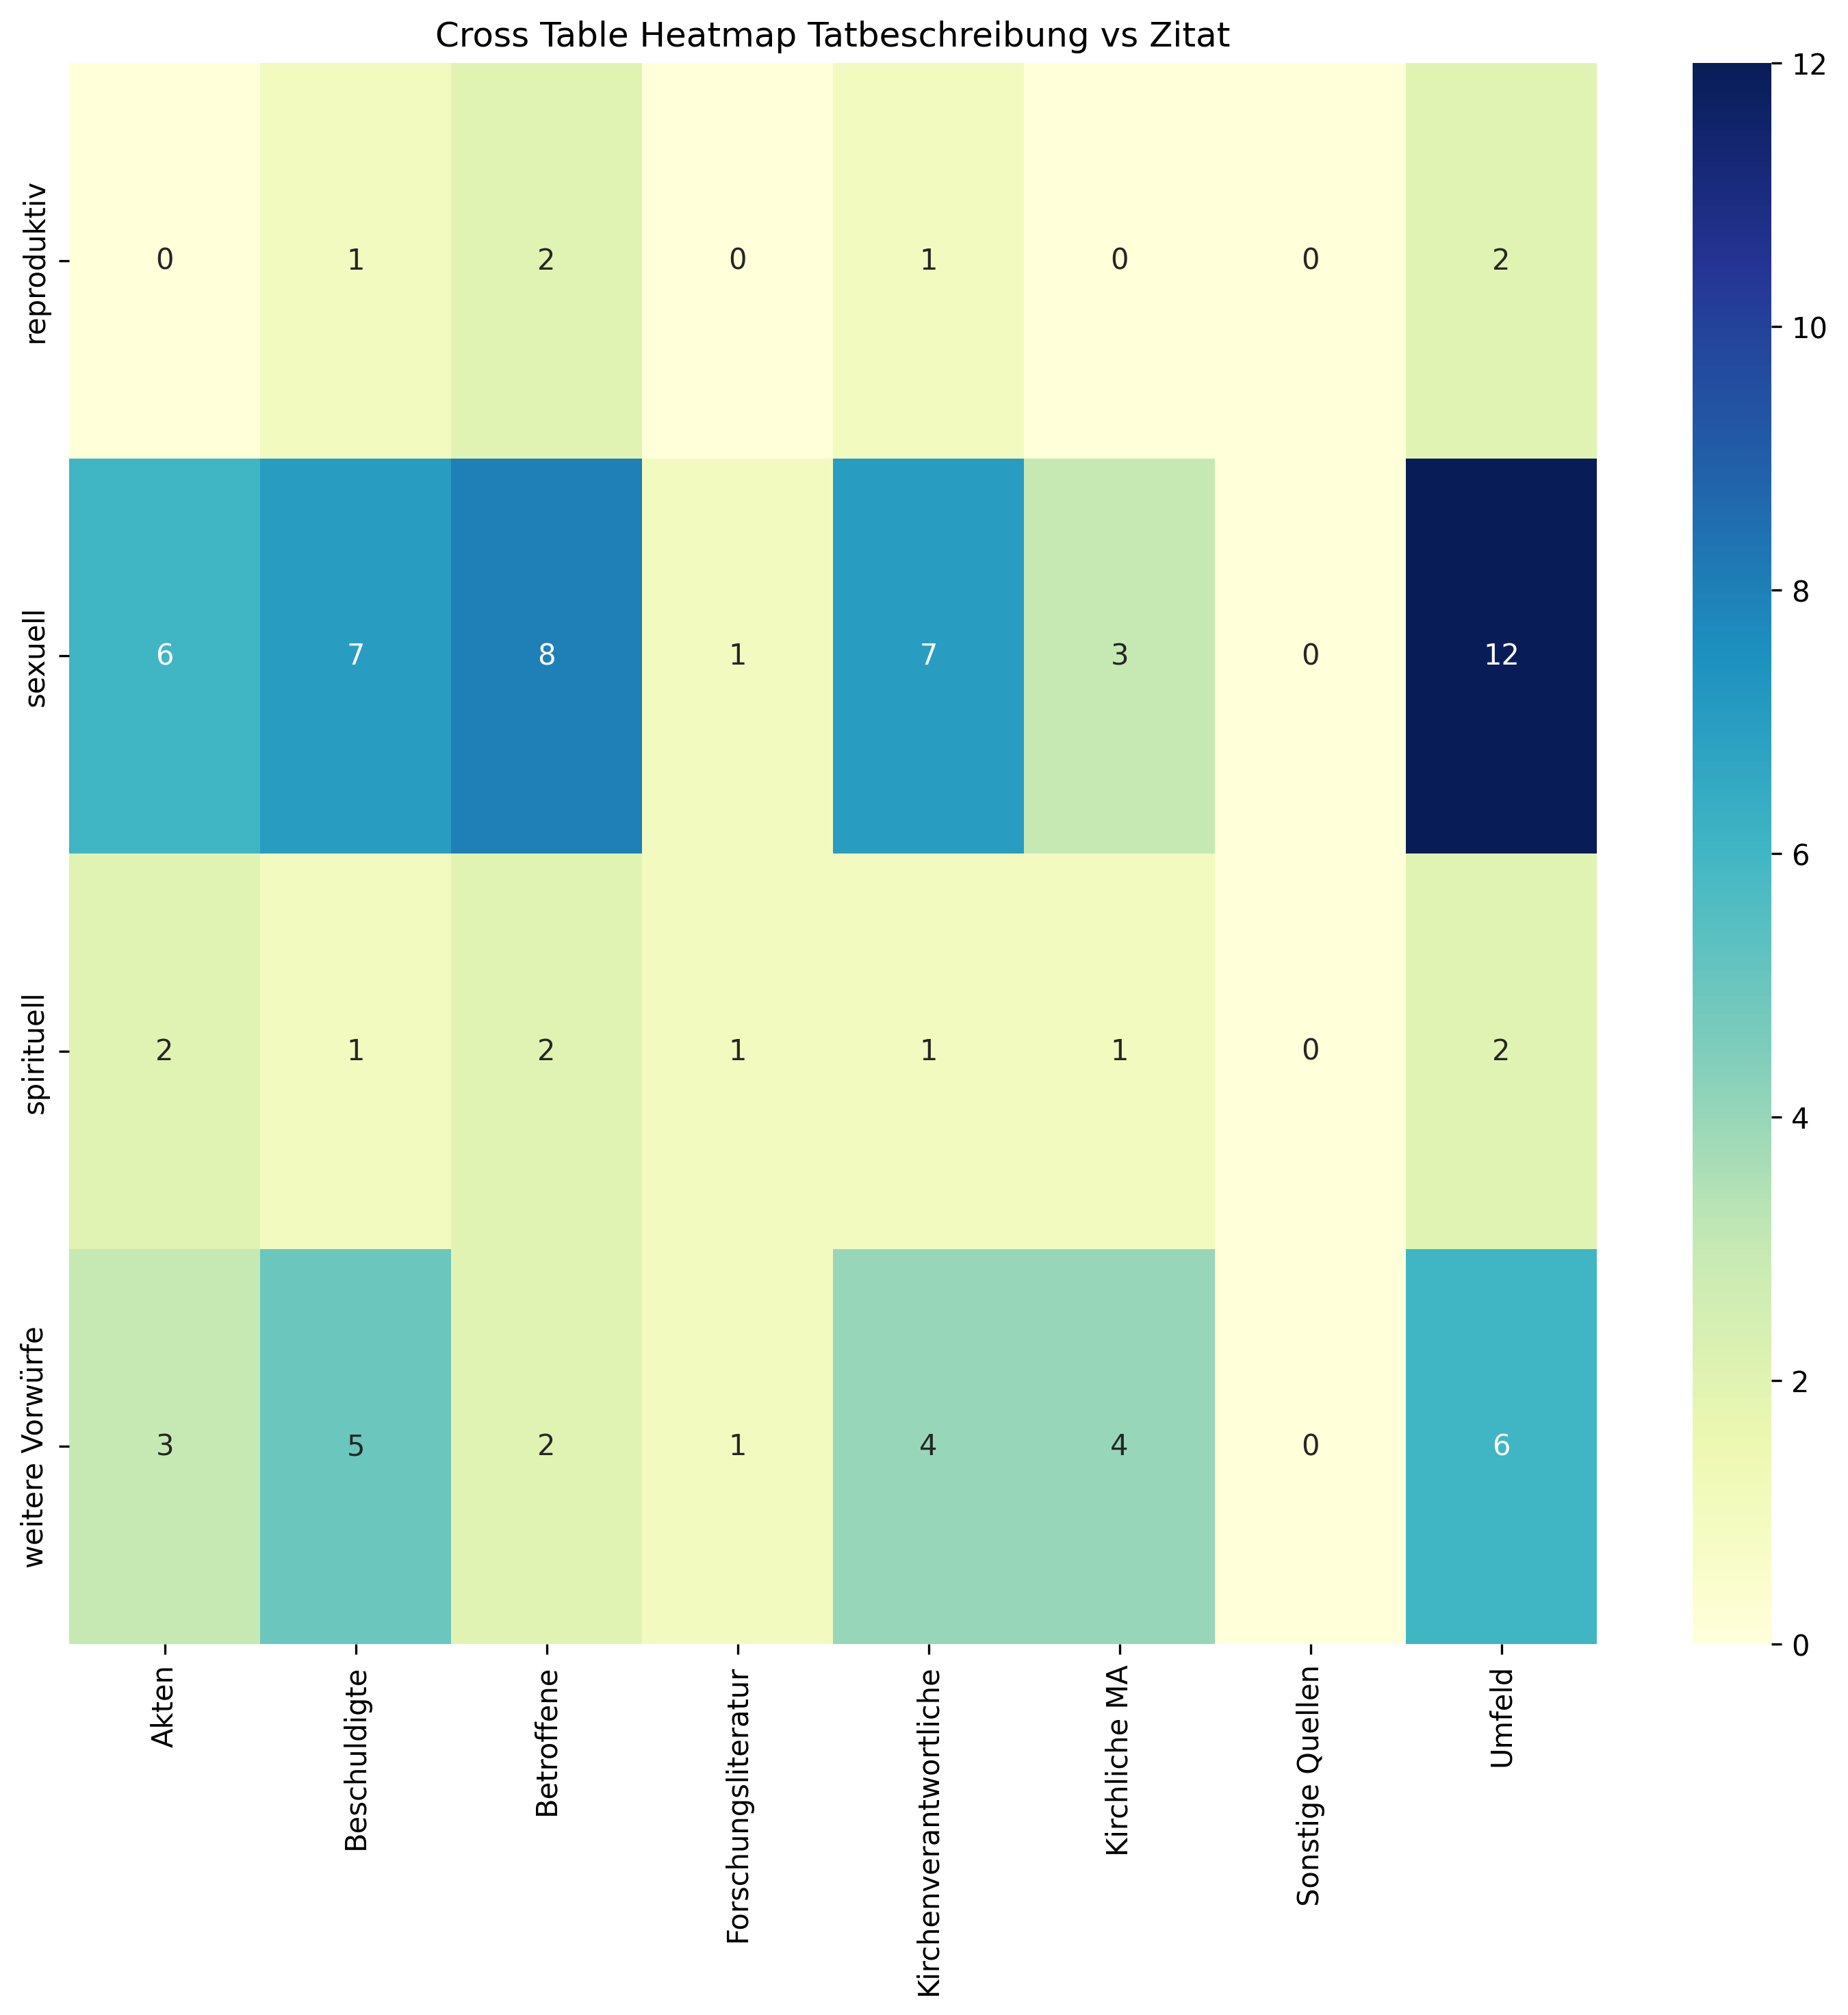 Cross Table Heatmap Tatbeschreibung vs Zitat
reproduktiv
0 1 2 0 1 0 0 2
sexuell
6 7 8 1 7 3 0 12
spirituell
2 1 2 1 1 1 0 2
weitere Vorwürfe
3 5 2 1 4 4 0 6
Akten
Beschuldigte
Betroffene
Forschungsliteratur
Kirchenverantwortliche
Kirchliche MA
Sonstige Quellen
Umfeld
12
10
8
6
4
2
0